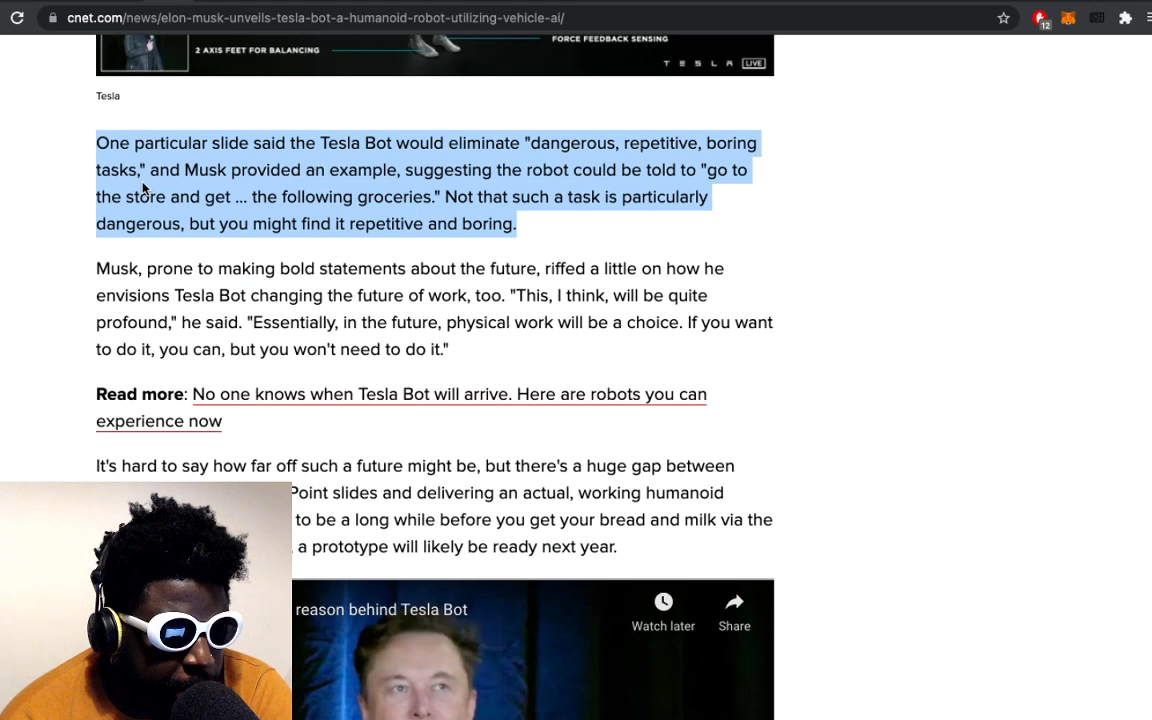 cnet.com/news/elon-musk-unveils-tesla-bot-a-humanoid-robot-utilizing-vehicle-ai/
12
2 AXIS FEET FOR BALANCING
FORCE FEEDBACK SENSING
TESLA LIVE
Tesla
One particular slide said the Tesla Bot would eliminate "dangerous, repetitive, boring
tasks," and Musk provided an example, suggesting the robot could be told to "go to
the store and get ... the following groceries." Not that such a task is particularly
dangerous, but you might find it repetitive and boring.
Musk, prone to making bold statements about the future, riffed a little on how he
envisions Tesla Bot changing the future of work, too. "This, I think, will be quite
profound," he said. "Essentially, in the future, physical work will be a choice. If you want
to do it, you can, but you won't need to do it."
Read more: No one knows when Tesla Bot will arrive. Here are robots you can
experience now
It's hard to say how far off such a future might be, but there's a huge gap between
Point slides and delivering an actual, working humanoid
to be a long while before you get your bread and milk via the
, a prototype will likely be ready next year.
reason behind Tesla Bot
Watch later
Share